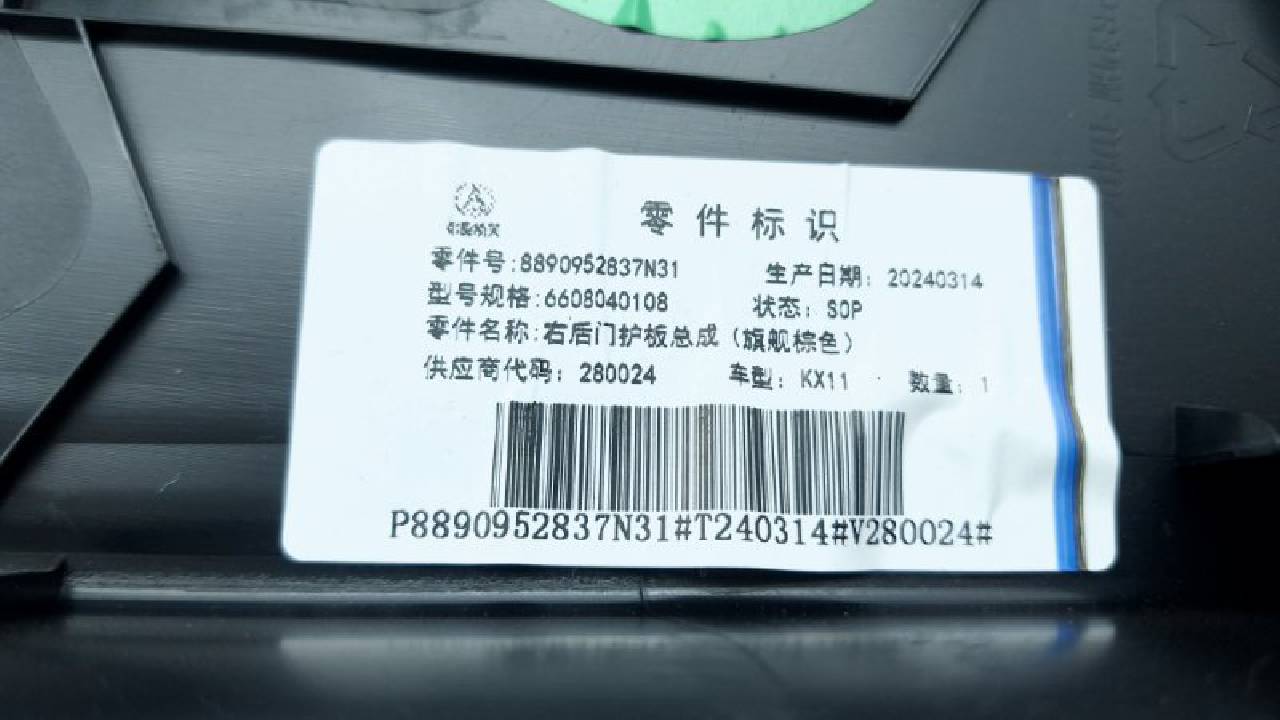 零件标识
零件号:8890952837N31 生产日期: 20240314
型号规格:6608040108 状态: SOP
零件名称:右后门护板总成(旗舰棕色)
供应商代码: 280024 车型: KX11 数量: 1
P8890952837N31#T240314#V280024#